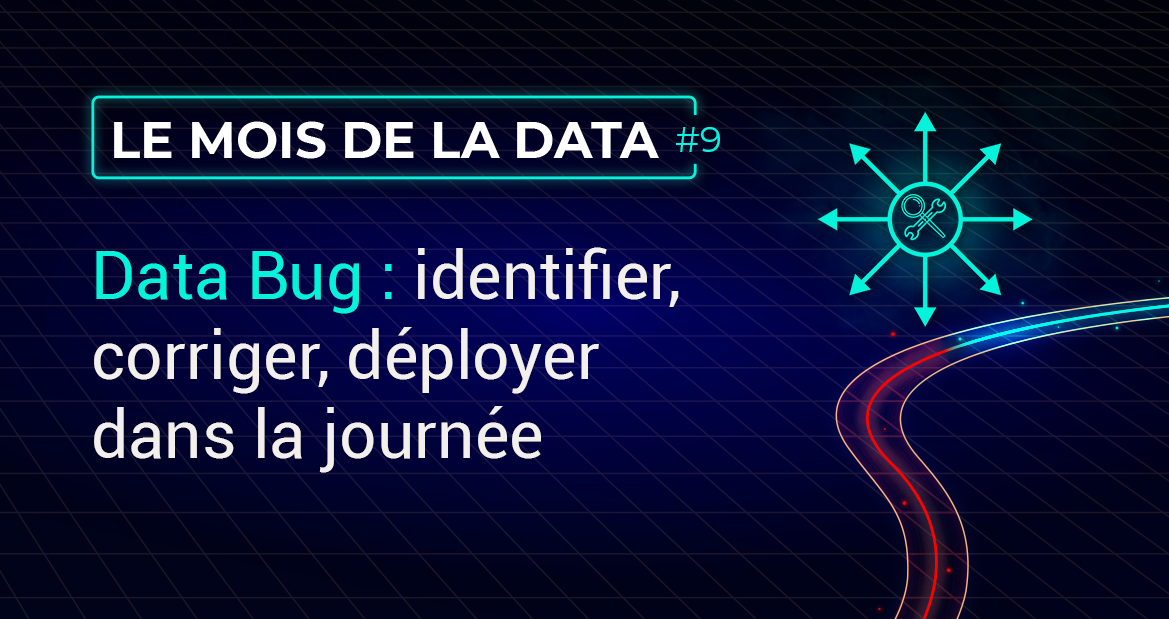 LE MOIS DE LA DATA #9
Data Bug : identifier,
corriger, déployer
dans la journée